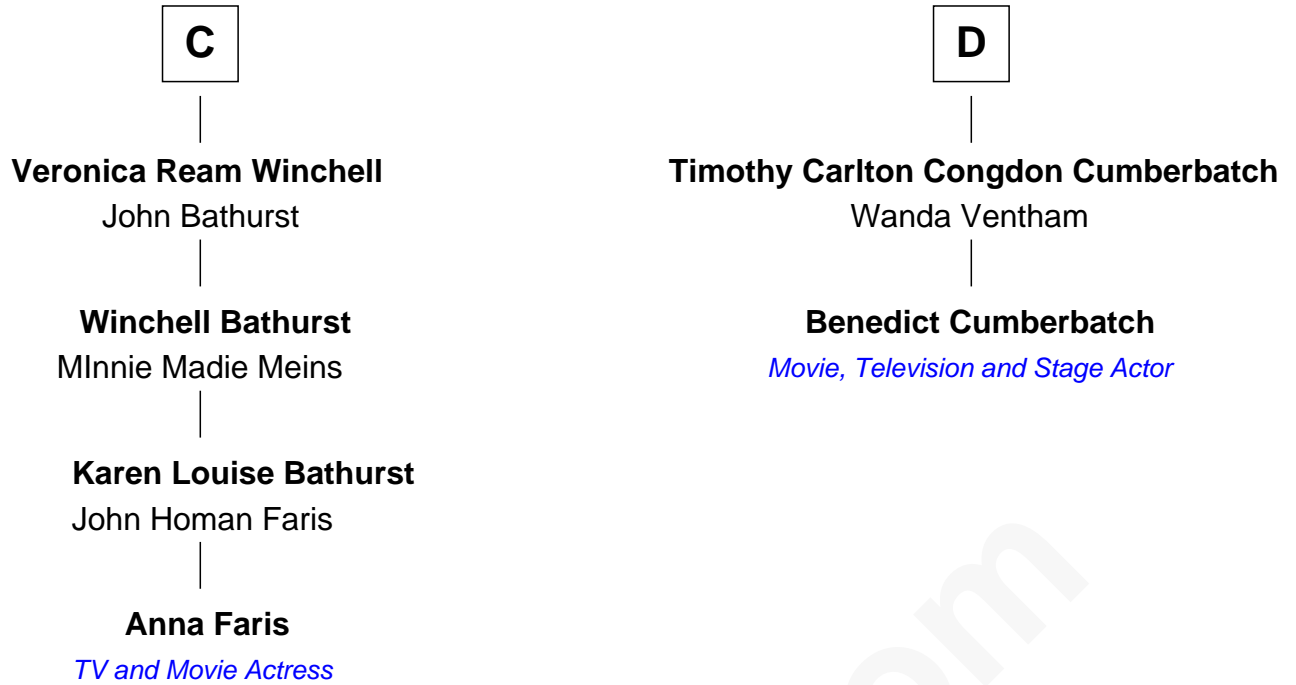 C
Veronica Ream Winchell
John Bathurst
Winchell Bathurst
MInnie Madie Meins
Karen Louise Bathurst
John Homan Faris
Anna Faris
TV and Movie Actress
D
Timothy Carlton Congdon Cumberbatch
Wanda Ventham
Benedict Cumberbatch
Movie, Television and Stage Actor
om